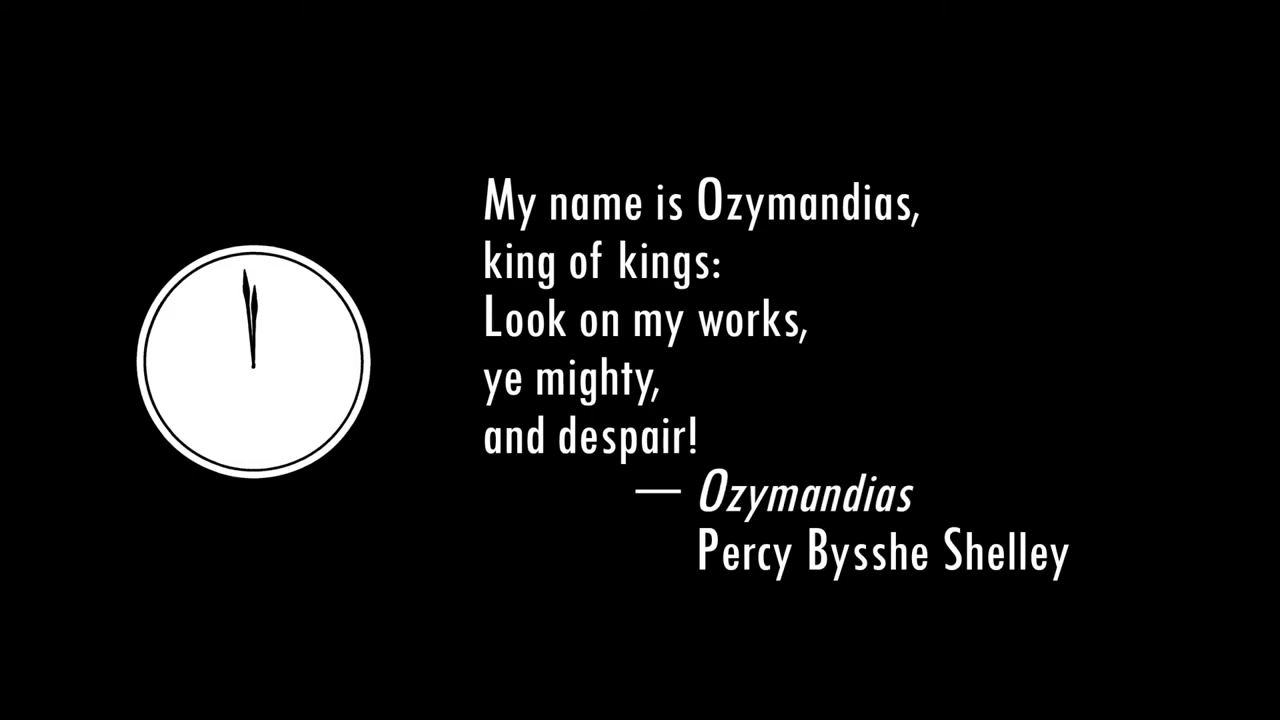 My name is Ozymandias,
king of kings:
Look on my works,
ye mighty,
and despair!
— Ozymandias
Percy Bysshe Shelley